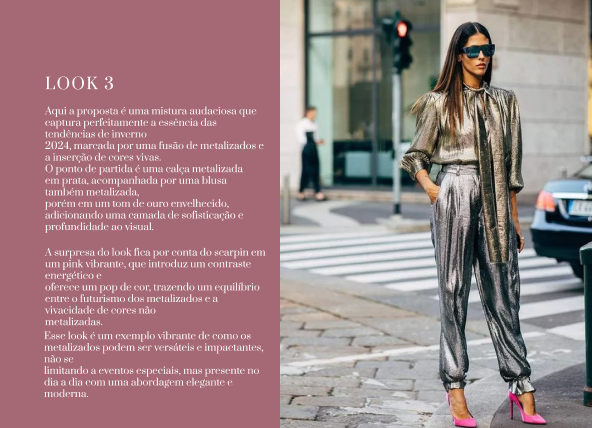 LOOK 3
Aqui a proposta é uma mistura audaciosa que
captura perfeitamente a essência das
tendências de inverno
2024, marcada por uma fusão de metalizados e
a inserção de cores vivas.
O ponto de partida é uma calça metalizada
em prata, acompanhada por uma blusa
também metalizada,
porém em um tom de ouro envelhecido,
adicionando uma camada de sofisticação e
profundidade ao visual.
A surpresa do look fica por conta do scarpin em
um pink vibrante, que introduz um contraste
energético e
oferece um pop de cor, trazendo um equilíbrio
entre o futurismo dos metalizados e a
vivacidade de cores não
metalizadas.
Esse look é um exemplo vibrante de como os
metalizados podem ser versáteis e impactantes,
não se
limitando a eventos especiais, mas presente no
dia a dia com uma abordagem elegante e
moderna.